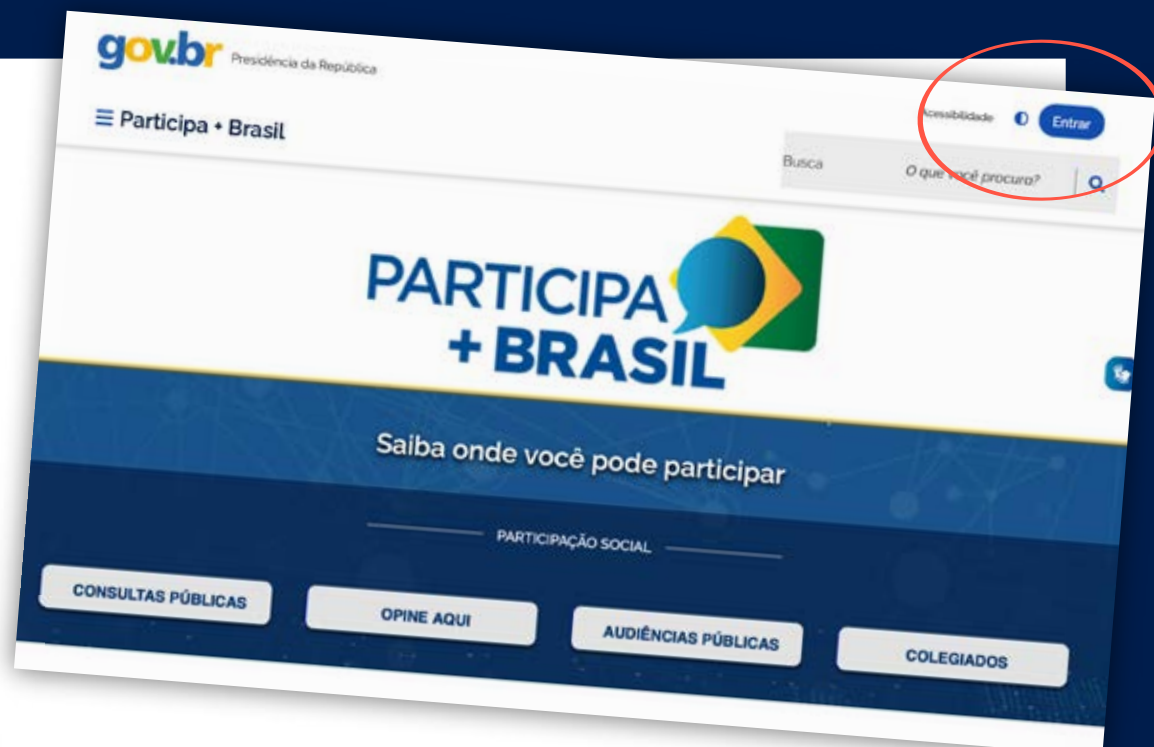 gov.br Presidência da República
Acessibilidade Entrar
Participa + Brasil
Busca O que você procura?
PARTICIPA
+ BRASIL
Saiba onde você pode participar
PARTICIPAÇÃO SOCIAL
CONSULTAS PÚBLICAS OPINE AQUI AUDIÊNCIAS PÚBLICAS COLEGIADOS